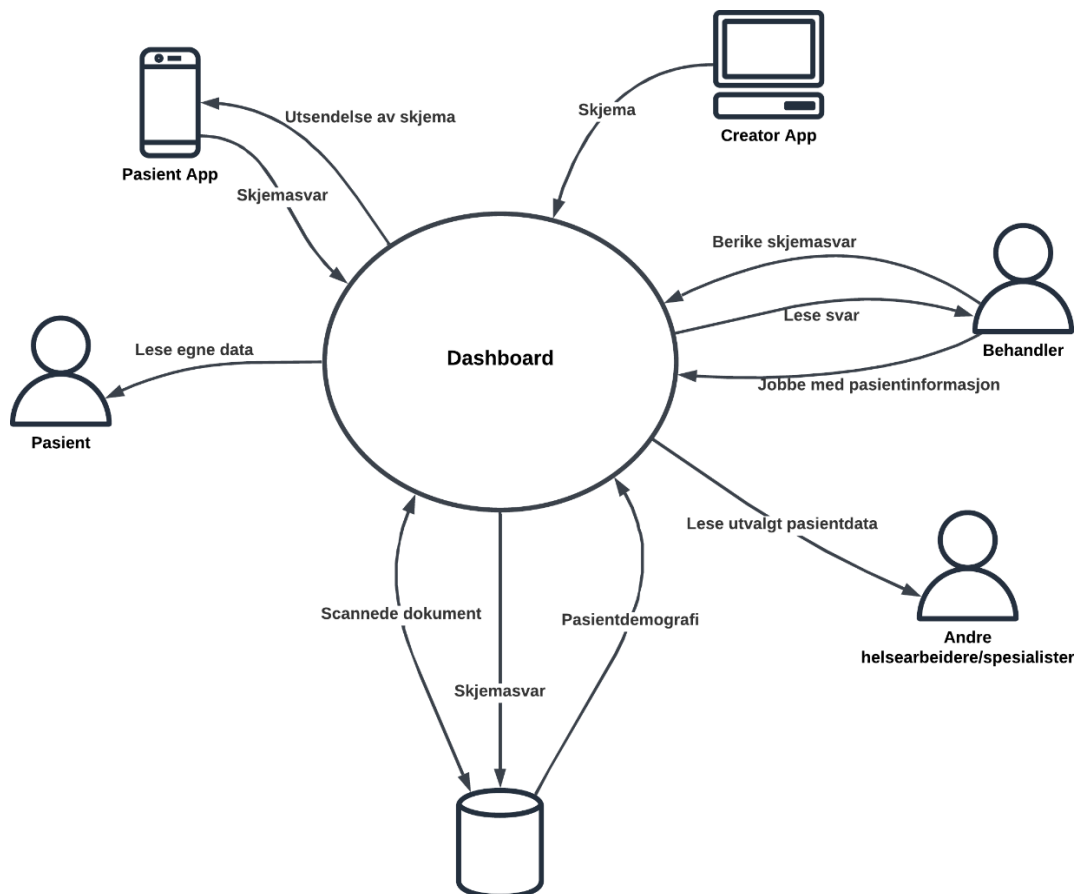 Utsendelse av skjema
Skjema
Creator App
Pasient App
Skjemasvar
Berike skjemasvar
Lese svar
Behandler
Lese egne data
Dashboard
Jobbe med pasientinformasjon
Pasient
Lese utvalgt pasientdata
Scannede dokument
Pasientdemografi
Andre
helsearbeidere/spesialister
Skjemasvar